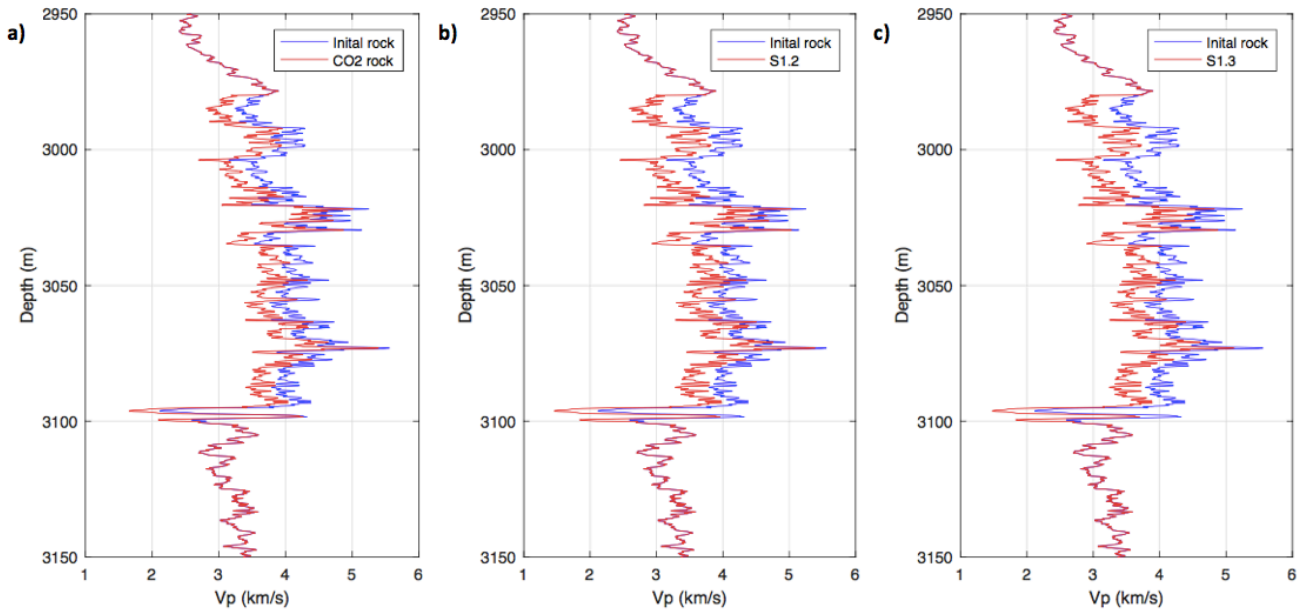 a)
2950
3000
3050
3100
3150
Depth (m)
1 2 3 4 5 6
Vp (km/s)
Inital rock
CO2 rock
b)
2950
3000
3050
3100
3150
Depth (m)
1 2 3 4 5 6
Vp (km/s)
Inital rock
S1.2
c)
2950
3000
3050
3100
3150
Depth (m)
1 2 3 4 5 6
Vp (km/s)
Inital rock
S1.3